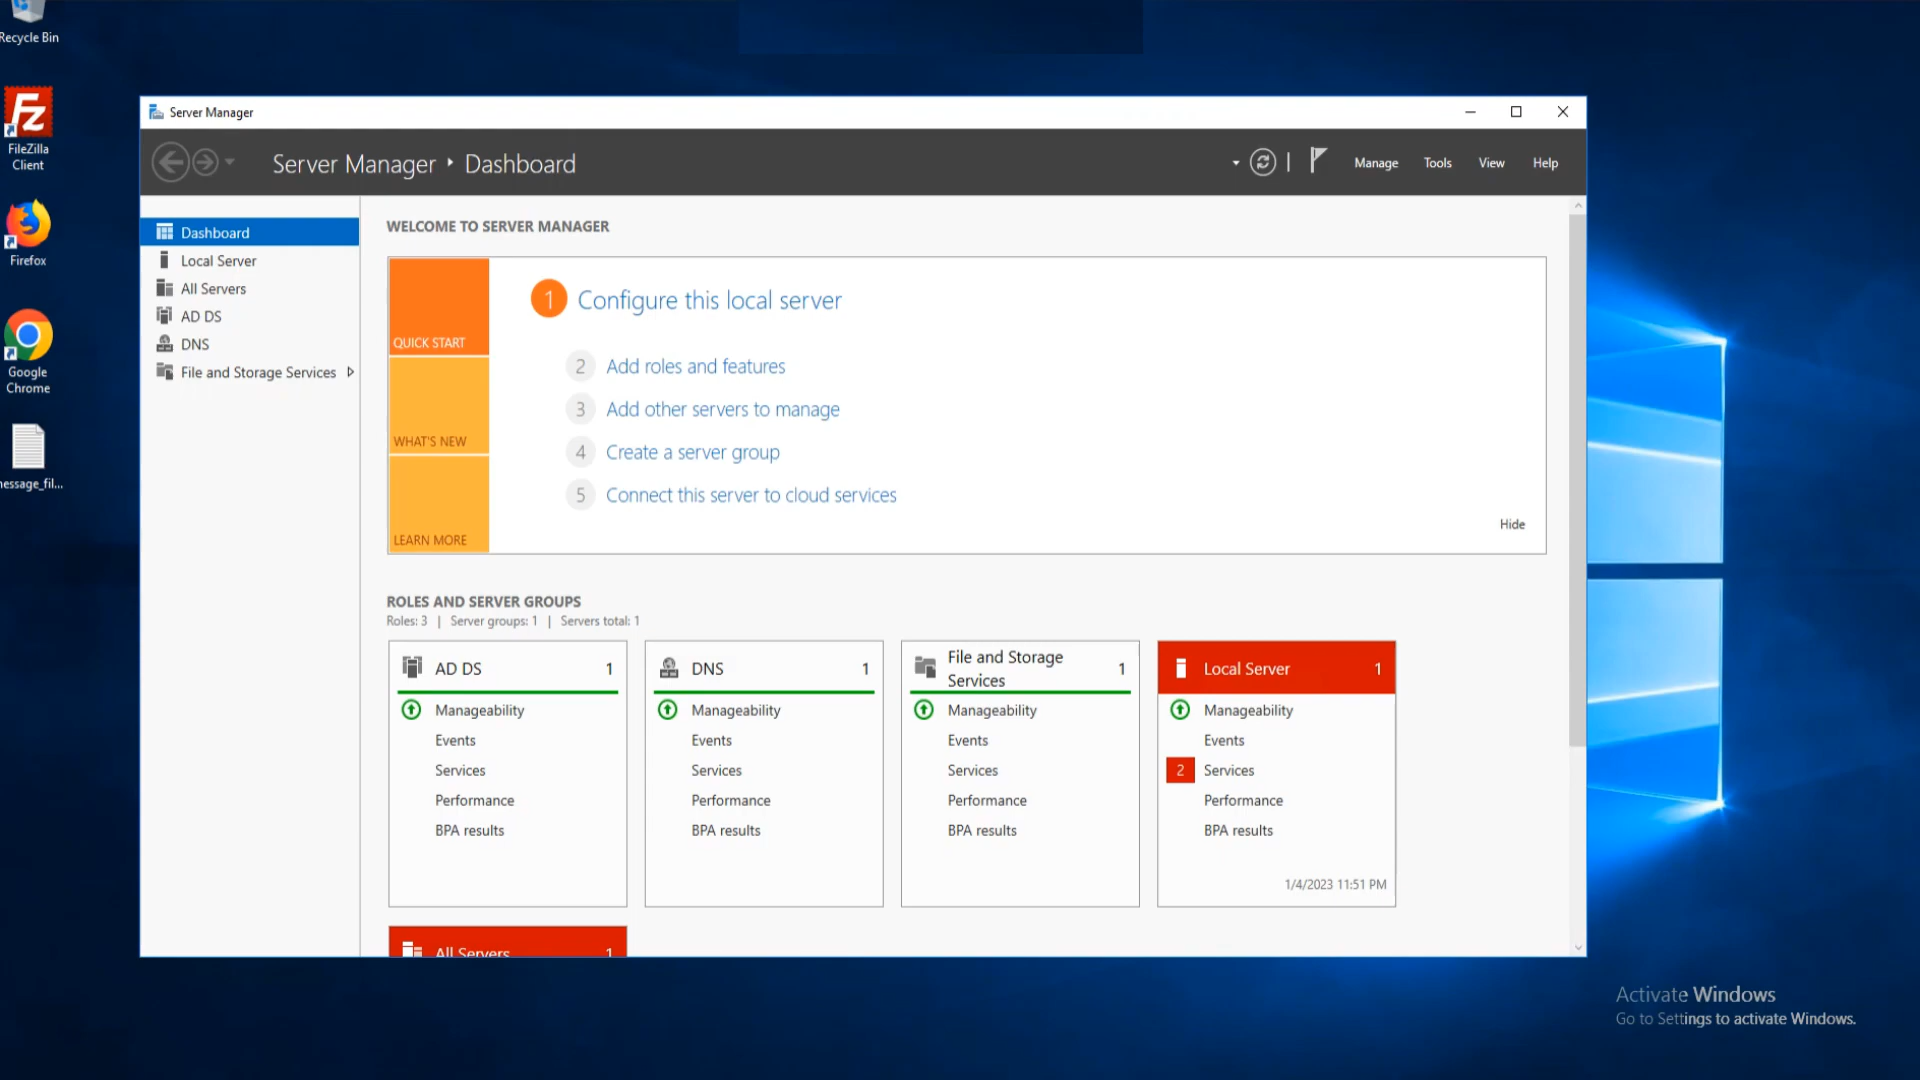 Recycle Bin
FileZilla
Client
Firefox
Google
Chrome
Server Manager
Server Manager
Dashboard
Manage
Tools
View
Help
Dashboard
Local Server
All Servers
AD DS
DNS
File and Storage Services
WELCOME TO SERVER MANAGER
QUICK START
WHAT'S NEW
LEARN MORE
1 Configure this local server
2 Add roles and features
3 Add other servers to manage
4 Create a server group
5 Connect this server to cloud services
Hide
ROLES AND SERVER GROUPS
Roles: 3 | Server groups: 1 | Servers total: 1
AD DS 1
Manageability
Events
Services
Performance
BPA results
DNS 1
Manageability
Events
Services
Performance
BPA results
File and Storage
Services 1
Manageability
Events
Services
Performance
BPA results
Local Server 1
Manageability
Events
2 Services
Performance
BPA results
1/4/2023 11:51 PM
All Servers 1
Activate Windows
Go to Settings to activate Windows.